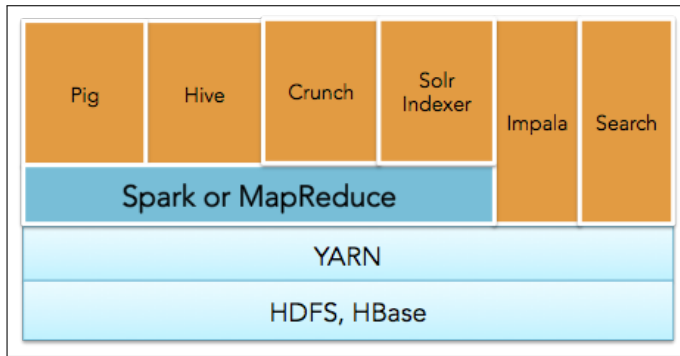 Pig
Hive
Crunch
Solr
Indexer
Impala
Search
Spark or MapReduce
YARN
HDFS, HBase